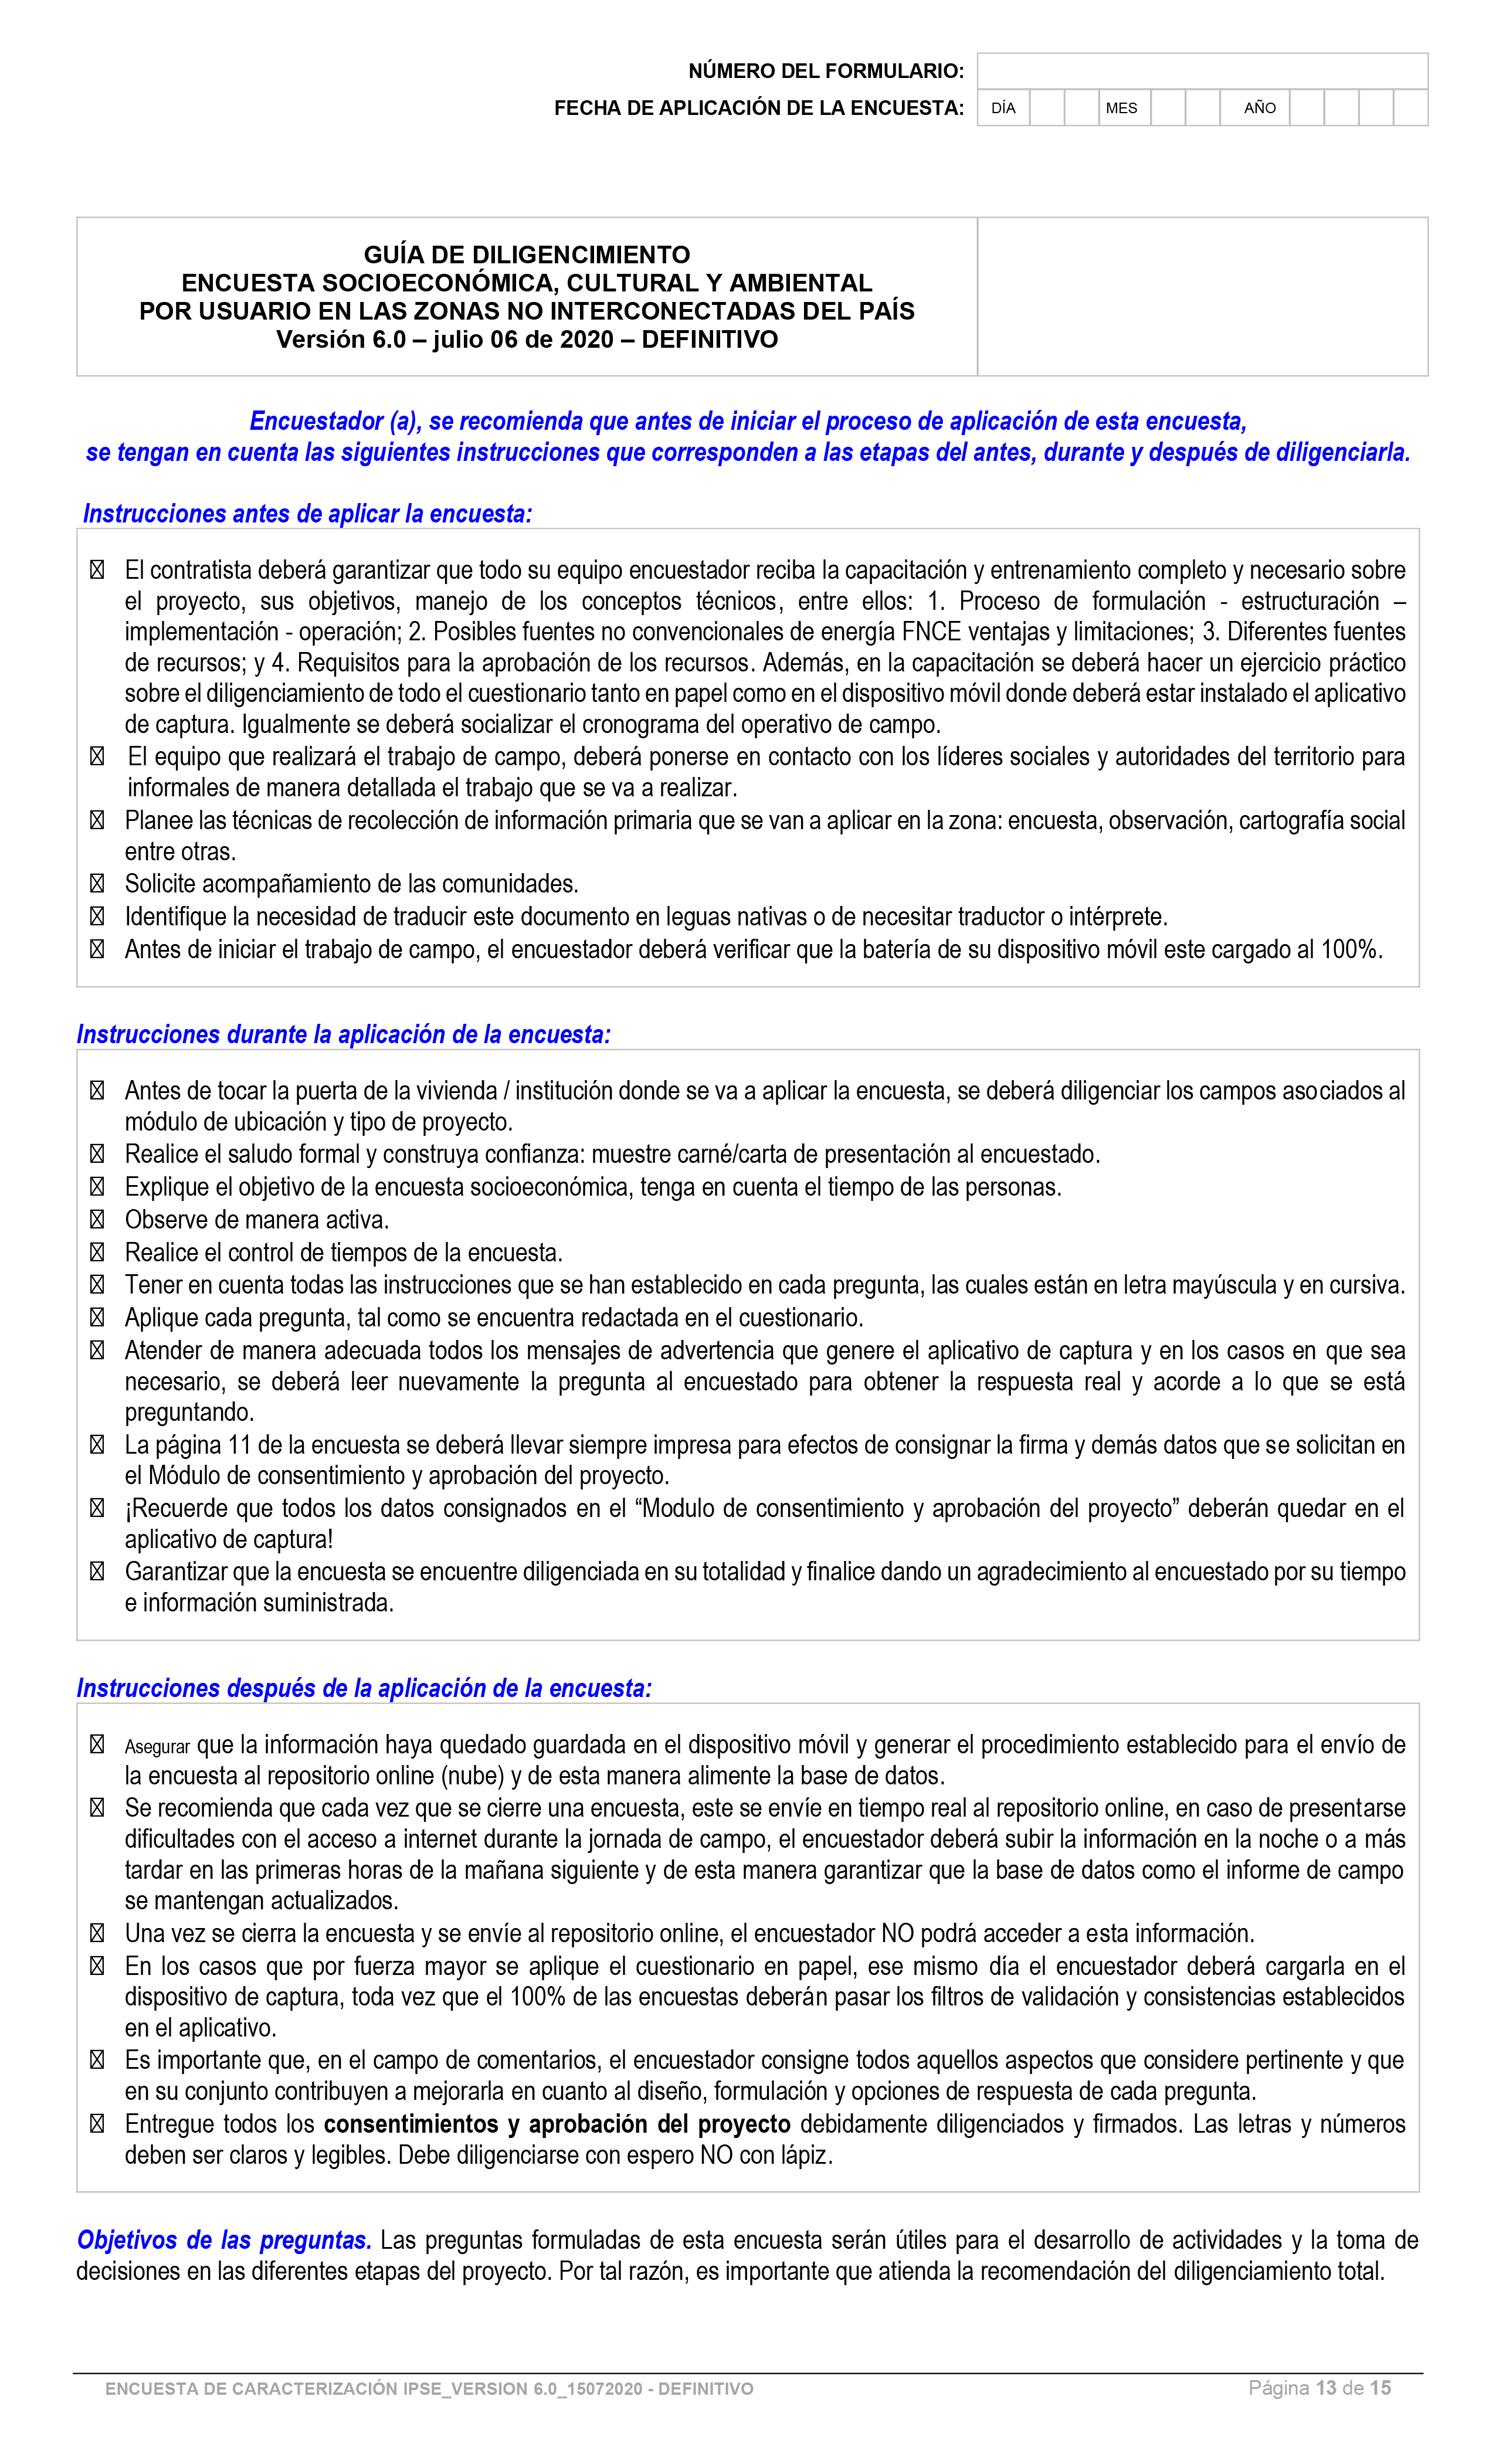 NÚMERO DEL FORMULARIO:
FECHA DE APLICACIÓN DE LA ENCUESTA: DÍA MES AÑO
GUÍA DE DILIGENCIMIENTO
ENCUESTA SOCIOECONÓMICA, CULTURAL Y AMBIENTAL
POR USUARIO EN LAS ZONAS NO INTERCONECTADAS DEL PAÍS
Versión 6.0 – julio 06 de 2020 – DEFINITIVO
Encuestador (a), se recomienda que antes de iniciar el proceso de aplicación de esta encuesta,
se tengan en cuenta las siguientes instrucciones que corresponden a las etapas del antes, durante y después de diligenciarla.
Instrucciones antes de aplicar la encuesta:
El contratista deberá garantizar que todo su equipo encuestador reciba la capacitación y entrenamiento completo y necesario sobre
el proyecto, sus objetivos, manejo de los conceptos técnicos, entre ellos: 1. Proceso de formulación - estructuración –
implementación - operación; 2. Posibles fuentes no convencionales de energía FNCE ventajas y limitaciones; 3. Diferentes fuentes
de recursos; y 4. Requisitos para la aprobación de los recursos. Además, en la capacitación se deberá hacer un ejercicio práctico
sobre el diligenciamiento de todo el cuestionario tanto en papel como en el dispositivo móvil donde deberá estar instalado el aplicativo
de captura. Igualmente se deberá socializar el cronograma del operativo de campo.
El equipo que realizará el trabajo de campo, deberá ponerse en contacto con los líderes sociales y autoridades del territorio para
informales de manera detallada el trabajo que se va a realizar.
Planee las técnicas de recolección de información primaria que se van a aplicar en la zona: encuesta, observación, cartografía social
entre otras.
Solicite acompañamiento de las comunidades.
Identifique la necesidad de traducir este documento en leguas nativas o de necesitar traductor o intérprete.
Antes de iniciar el trabajo de campo, el encuestador deberá verificar que la batería de su dispositivo móvil este cargado al 100%.
Instrucciones durante la aplicación de la encuesta:
Antes de tocar la puerta de la vivienda / institución donde se va a aplicar la encuesta, se deberá diligenciar los campos asociados al
módulo de ubicación y tipo de proyecto.
Realice el saludo formal y construya confianza: muestre carné/carta de presentación al encuestado.
Explique el objetivo de la encuesta socioeconómica, tenga en cuenta el tiempo de las personas.
Observe de manera activa.
Realice el control de tiempos de la encuesta.
Tener en cuenta todas las instrucciones que se han establecido en cada pregunta, las cuales están en letra mayúscula y en cursiva.
Aplique cada pregunta, tal como se encuentra redactada en el cuestionario.
Atender de manera adecuada todos los mensajes de advertencia que genere el aplicativo de captura y en los casos en que sea
necesario, se deberá leer nuevamente la pregunta al encuestado para obtener la respuesta real y acorde a lo que se está
preguntando.
La página 11 de la encuesta se deberá llevar siempre impresa para efectos de consignar la firma y demás datos que se solicitan en
el Módulo de consentimiento y aprobación del proyecto.
¡Recuerde que todos los datos consignados en el “Modulo de consentimiento y aprobación del proyecto” deberán quedar en el
aplicativo de captura!
Garantizar que la encuesta se encuentre diligenciada en su totalidad y finalice dando un agradecimiento al encuestado por su tiempo
e información suministrada.
Instrucciones después de la aplicación de la encuesta:
Asegurar que la información haya quedado guardada en el dispositivo móvil y generar el procedimiento establecido para el envío de
la encuesta al repositorio online (nube) y de esta manera alimente la base de datos.
Se recomienda que cada vez que se cierre una encuesta, este se envíe en tiempo real al repositorio online, en caso de presentarse
dificultades con el acceso a internet durante la jornada de campo, el encuestador deberá subir la información en la noche o a más
tardar en las primeras horas de la mañana siguiente y de esta manera garantizar que la base de datos como el informe de campo
se mantengan actualizados.
Una vez se cierra la encuesta y se envíe al repositorio online, el encuestador NO podrá acceder a esta información.
En los casos que por fuerza mayor se aplique el cuestionario en papel, ese mismo día el encuestador deberá cargarla en el
dispositivo de captura, toda vez que el 100% de las encuestas deberán pasar los filtros de validación y consistencias establecidos
en el aplicativo.
Es importante que, en el campo de comentarios, el encuestador consigne todos aquellos aspectos que considere pertinente y que
en su conjunto contribuyen a mejorarla en cuanto al diseño, formulación y opciones de respuesta de cada pregunta.
Entregue todos los consentimientos y aprobación del proyecto debidamente diligenciados y firmados. Las letras y números
deben ser claros y legibles. Debe diligenciarse con espero NO con lápiz.
Objetivos de las preguntas. Las preguntas formuladas de esta encuesta serán útiles para el desarrollo de actividades y la toma de
decisiones en las diferentes etapas del proyecto. Por tal razón, es importante que atienda la recomendación del diligenciamiento total.
ENCUESTA DE CARACTERIZACIÓN IPSE_VERSION 6.0_15072020 - DEFINITIVO Página 13 de 15